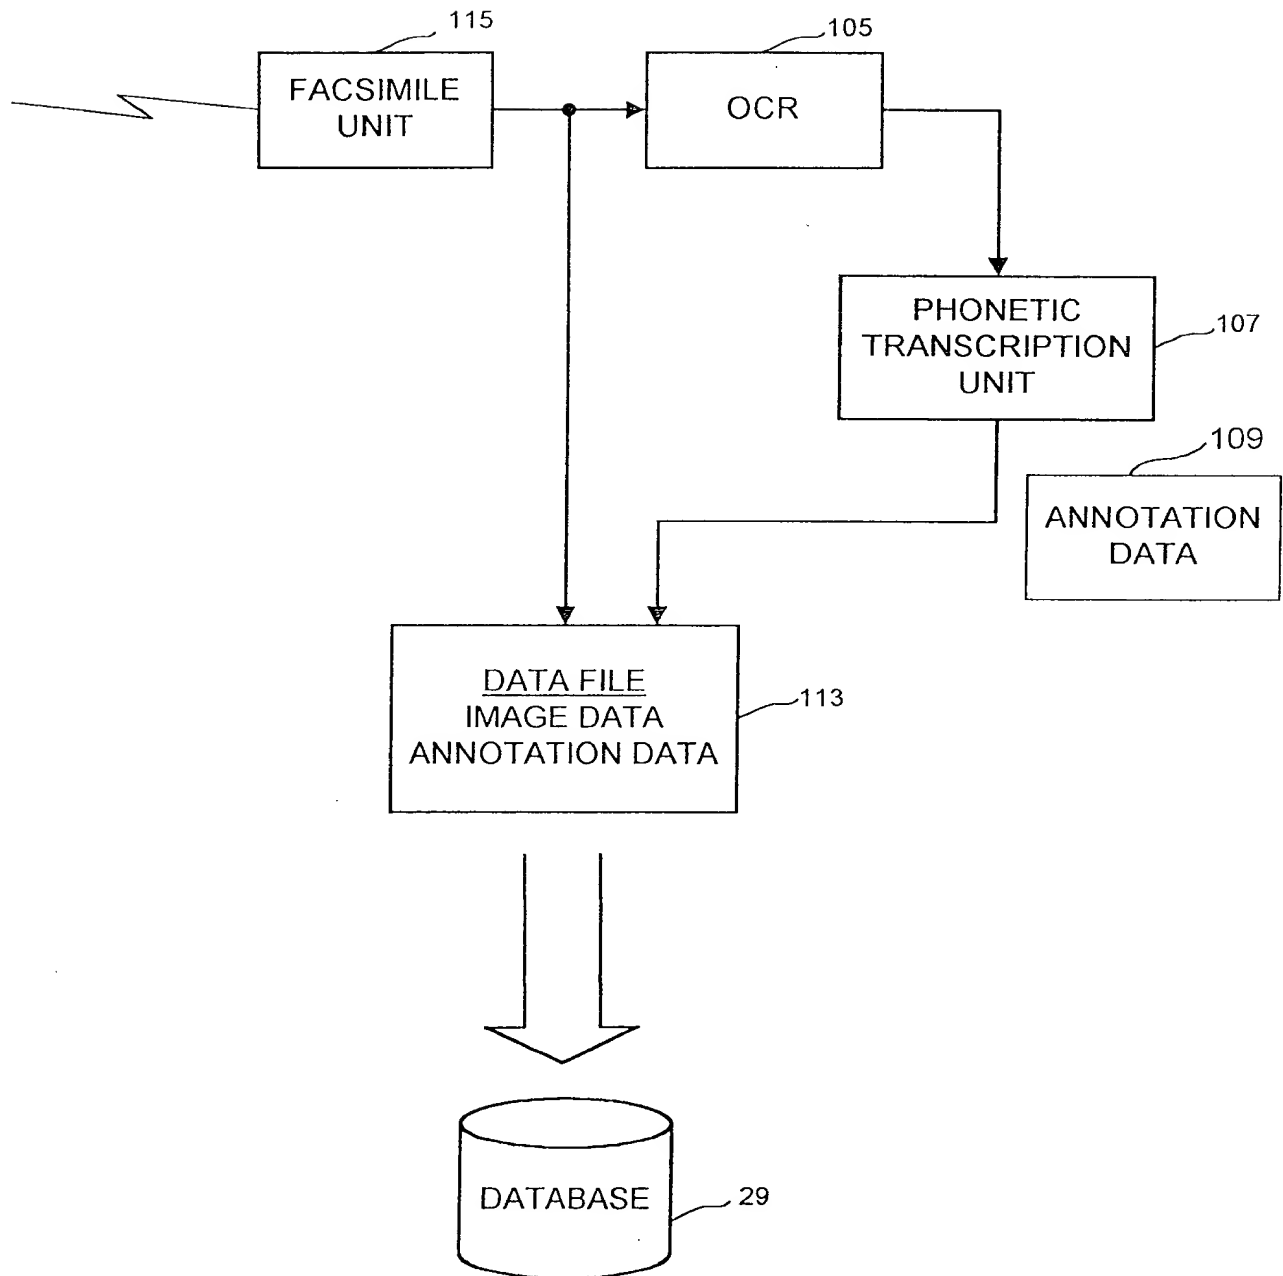 115
105
FACSIMILE
UNIT
OCR
PHONETIC
TRANSCRIPTION
UNIT
107
109
ANNOTATION
DATA
DATA FILE
IMAGE DATA
ANNOTATION DATA
113
DATABASE
29